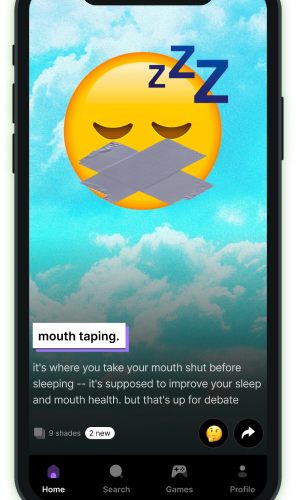 zzZ
mouth taping.
it's where you take your mouth shut before
sleeping -- it's supposed to improve your sleep
and mouth health. but that's up for debate
9 shades 2 new
Home Search Games Profile